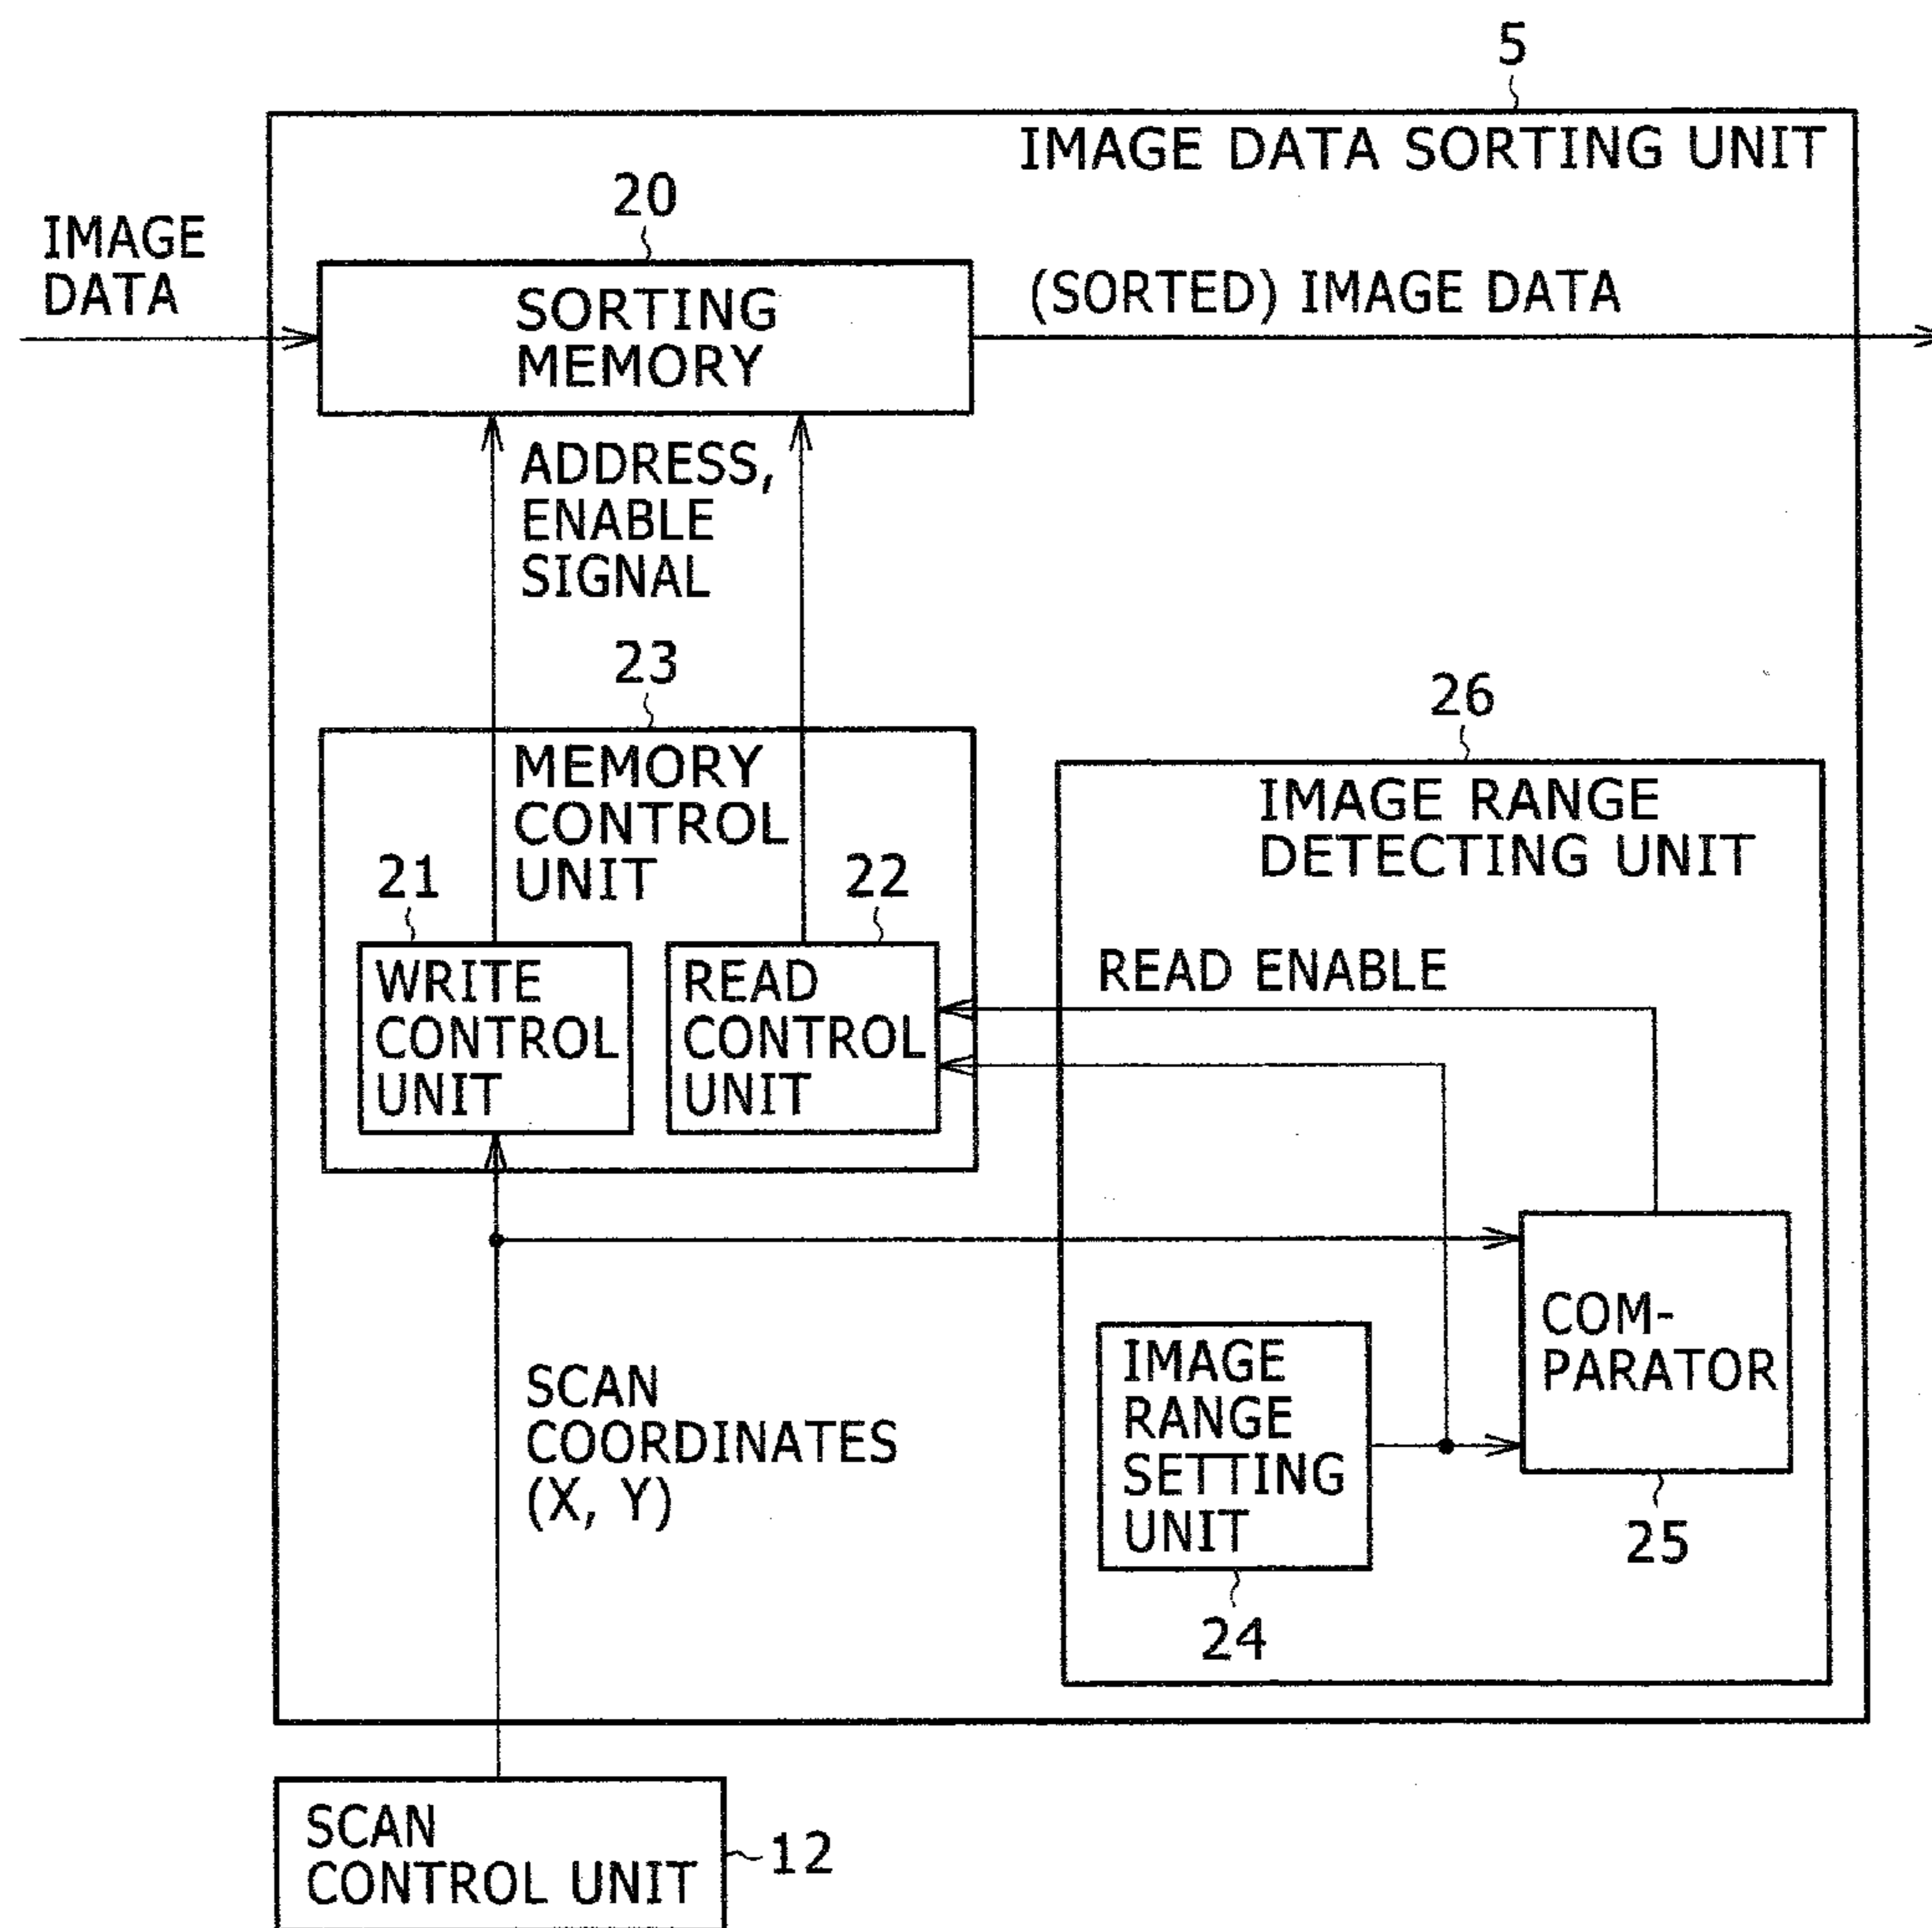 5
IMAGE DATA SORTING UNIT
20
IMAGE
DATA
SORTING
MEMORY
(SORTED) IMAGE DATA
ADDRESS,
ENABLE
SIGNAL
23
MEMORY
CONTROL
UNIT
21
22
WRITE
CONTROL
UNIT
READ
CONTROL
UNIT
26
IMAGE RANGE
DETECTING UNIT
READ ENABLE
COM-
PARATOR
25
IMAGE
RANGE
SETTING
UNIT
24
SCAN
COORDINATES
(X, Y)
SCAN
CONTROL UNIT
12